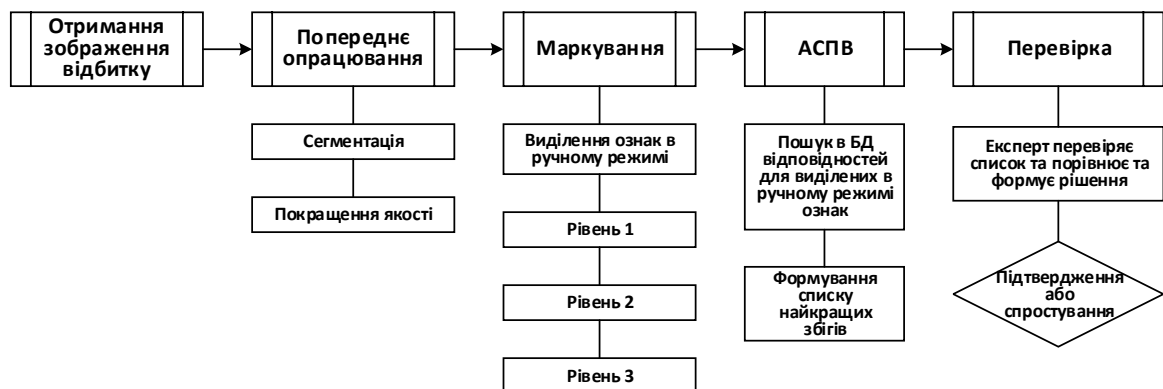 Отримання
зображення
відбитку
Попереднє
опрацювання
Маркування
АСПВ
Перевірка
Сегментація
Покращення якості
Виділення ознак в
ручному режимі
Рівень 1
Рівень 2
Рівень 3
Пошук в БД
відповідностей
для виділених в
ручному режимі
ознак
Формування
списку
найкращих
збігів
Експерт перевіряє
список та порівнює та
формує рішення
Підтвердження
або
спростування